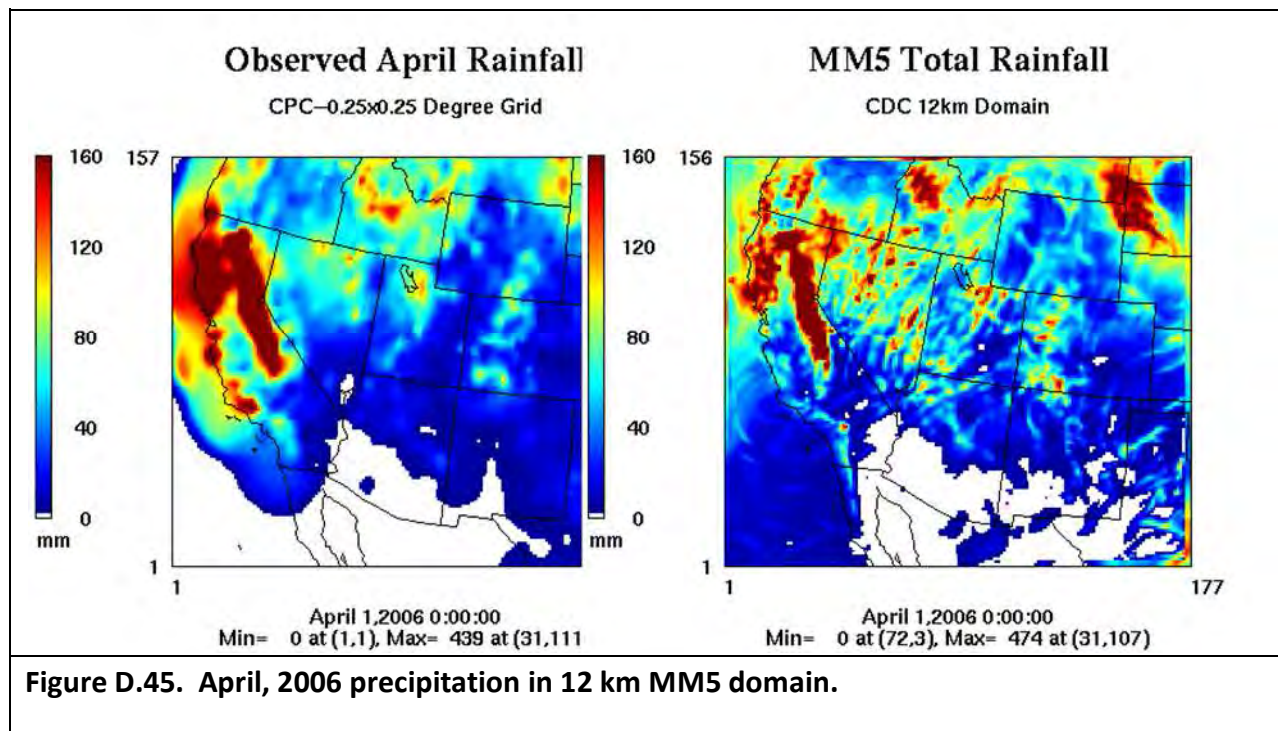 Observed April Rainfall
CPC−0.25x0.25 Degree Grid
160
120
80
40
0
mm
157
1
1
April 1,2006 0:00:00
Min= 0 at (1,1), Max= 439 at (31,111
MM5 Total Rainfall
CDC 12km Domain
160
120
80
40
0
mm
156
1
1
177
April 1,2006 0:00:00
Min= 0 at (72,3), Max= 474 at (31,107)
Figure D.45. April, 2006 precipitation in 12 km MM5 domain.